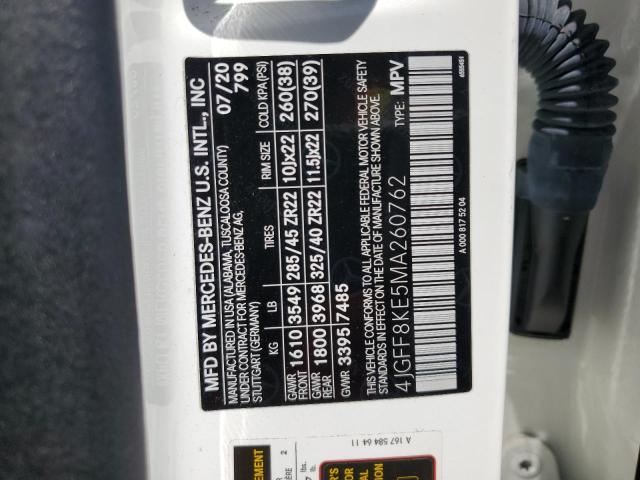 MFD BY MERCEDES-BENZ U.S. INTL., INC
MANUFACTURED IN USA (ALABAMA, TUSCALOOSA COUNTY)
UNDER CONTRACT FOR MERCEDES-BENZ AG,
STUTTGART (GERMANY)
07/20
799
KG LB TIRES RIM SIZE COLD KPA(PSI)
GAWR FRONT 1610 3549 285/45 ZR22 10Jx22 260(38)
GAWR REAR 1800 3968 325/40 ZR22 11.5Jx22 270(39)
GVWR 3395 7485
THIS VEHICLE CONFORMS TO ALL APPLICABLE FEDERAL MOTOR VEHICLE SAFETY
STANDARDS IN EFFECT ON THE DATE OF MANUFACTURE SHOWN ABOVE.
4JGFF8KE5MA260762 TYPE: MPV
A 000 817 52 04
A 167 584 64 11
2
lbs.
lb.